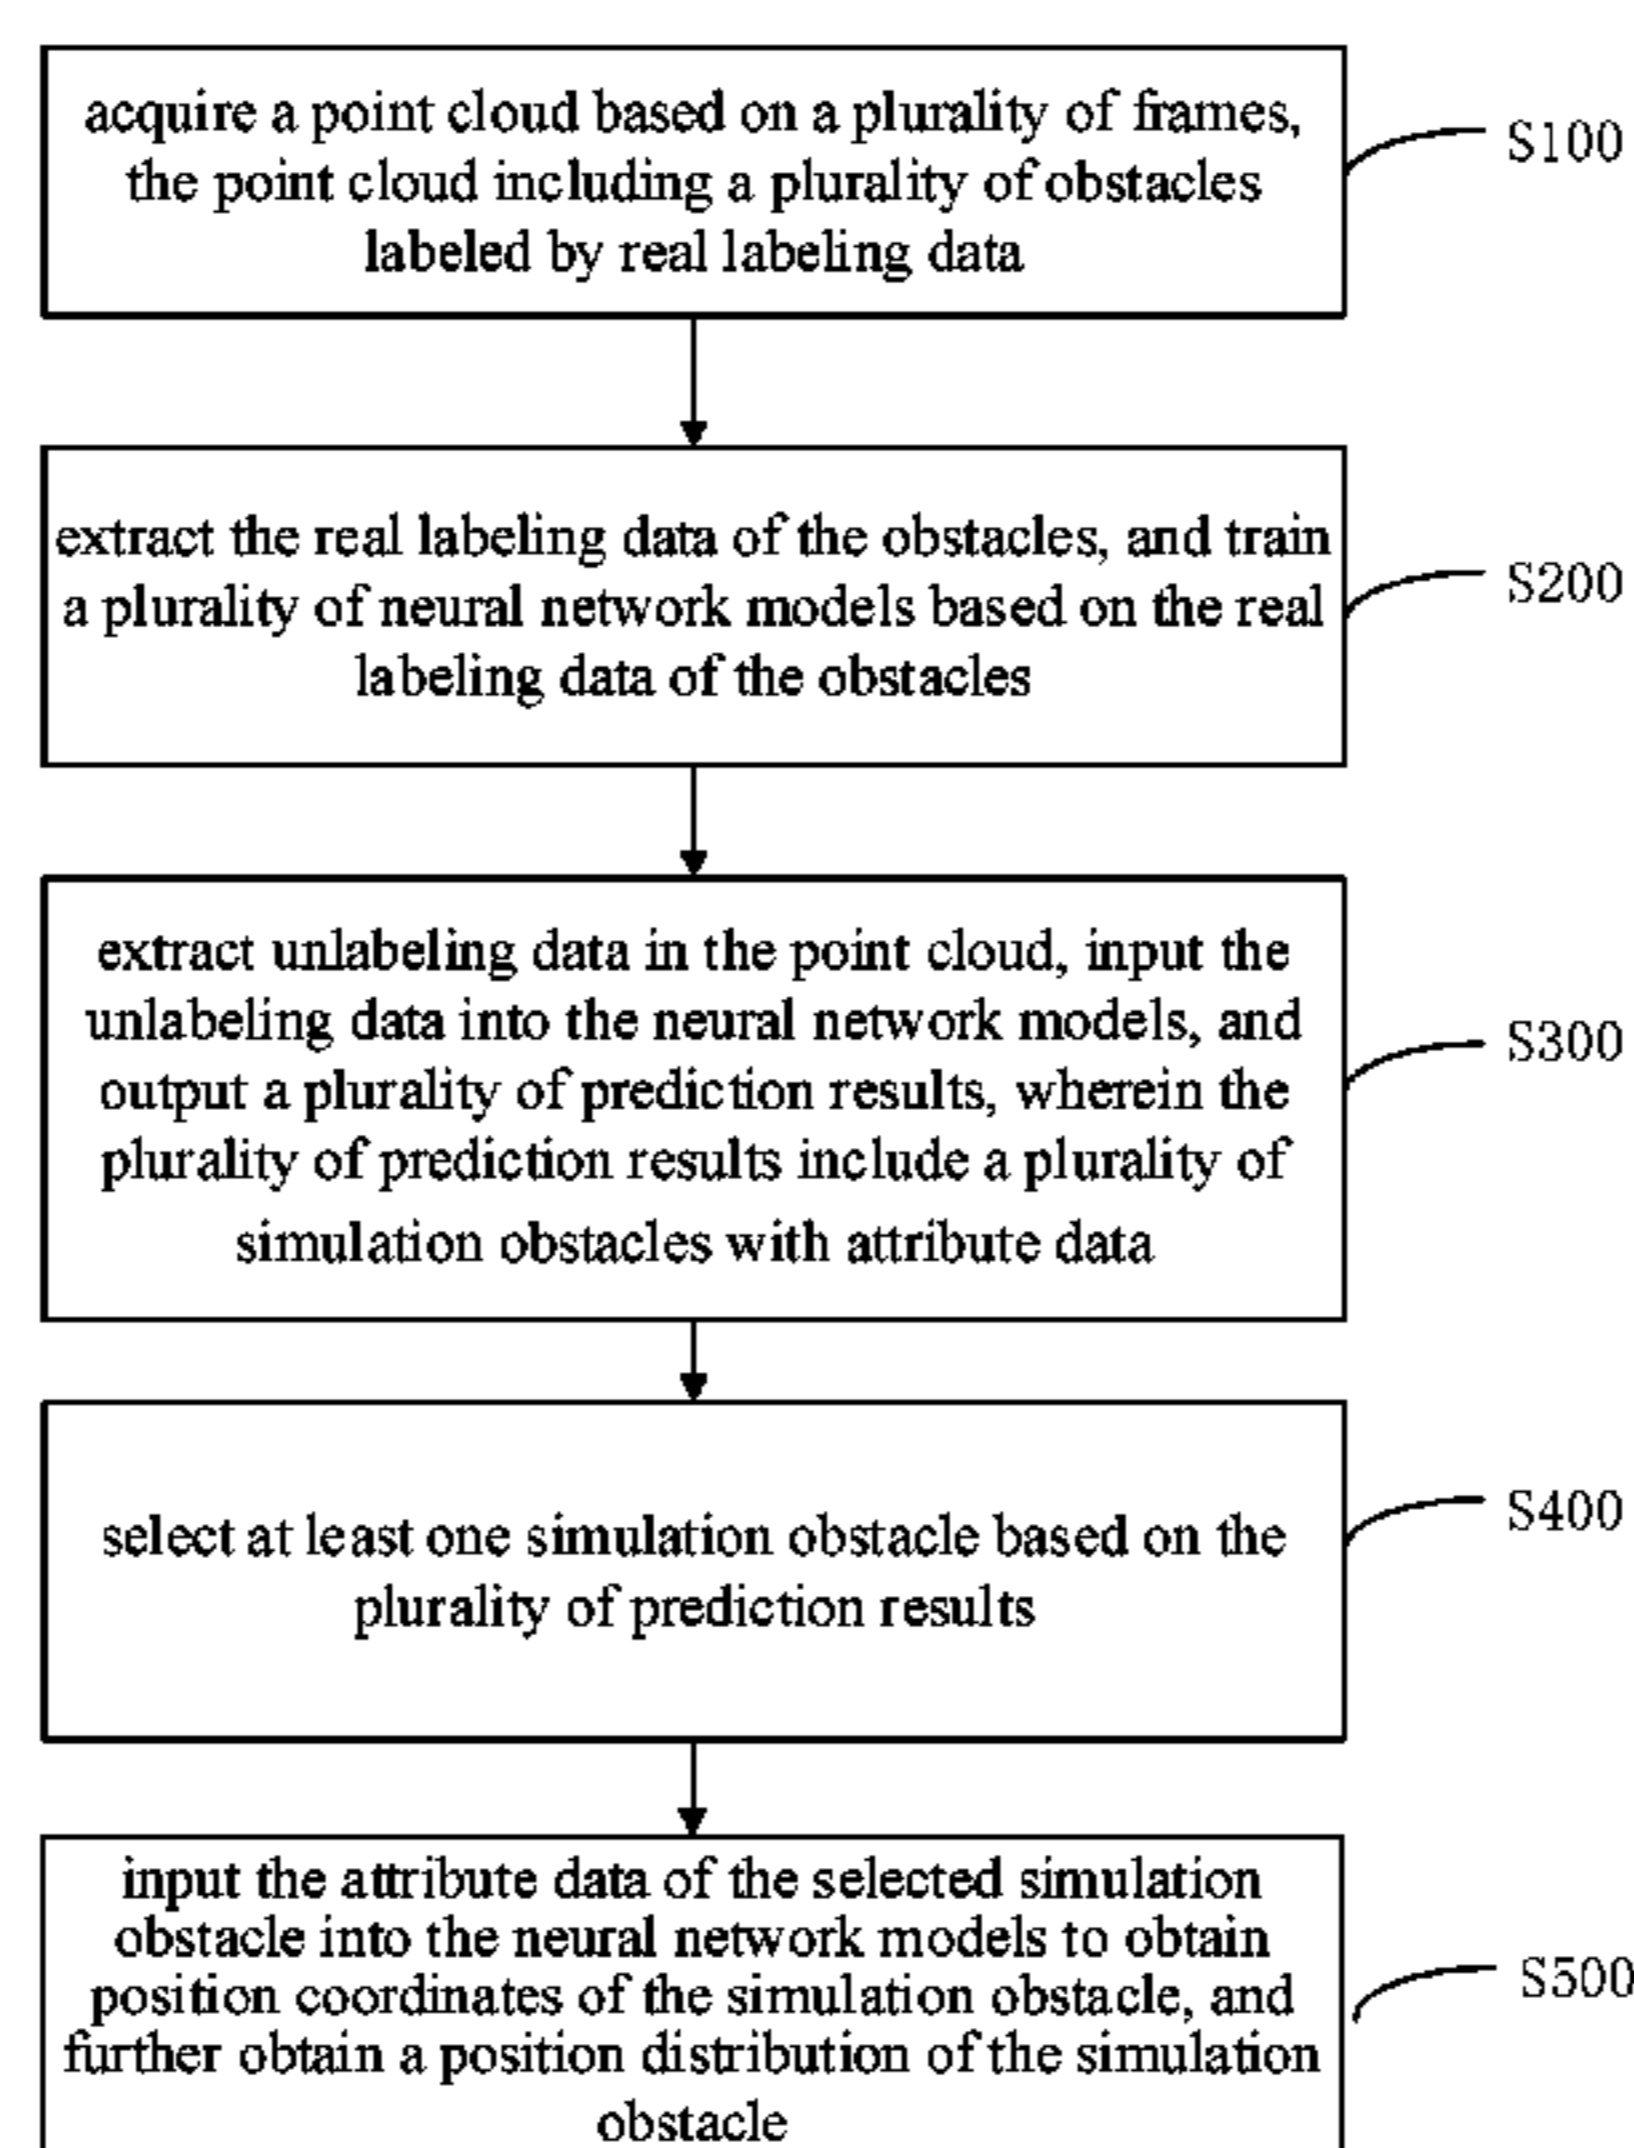 acquire a point cloud based on a plurality of frames,
the point cloud including a plurality of obstacles
labeled by real labeling data
S100
extract the real labeling data of the obstacles, and train
a plurality of neural network models based on the real
labeling data of the obstacles
S200
extract unlabeling data in the point cloud, input the
unlabeling data into the neural network models, and
output a plurality of prediction results, wherein the
plurality of prediction results include a plurality of
simulation obstacles with attribute data
S300
select at least one simulation obstacle based on the
plurality of prediction results
S400
input the attribute data of the selected simulation
obstacle into the neural network models to obtain
position coordinates of the simulation obstacle, and
further obtain a position distribution of the simulation
obstacle
S500